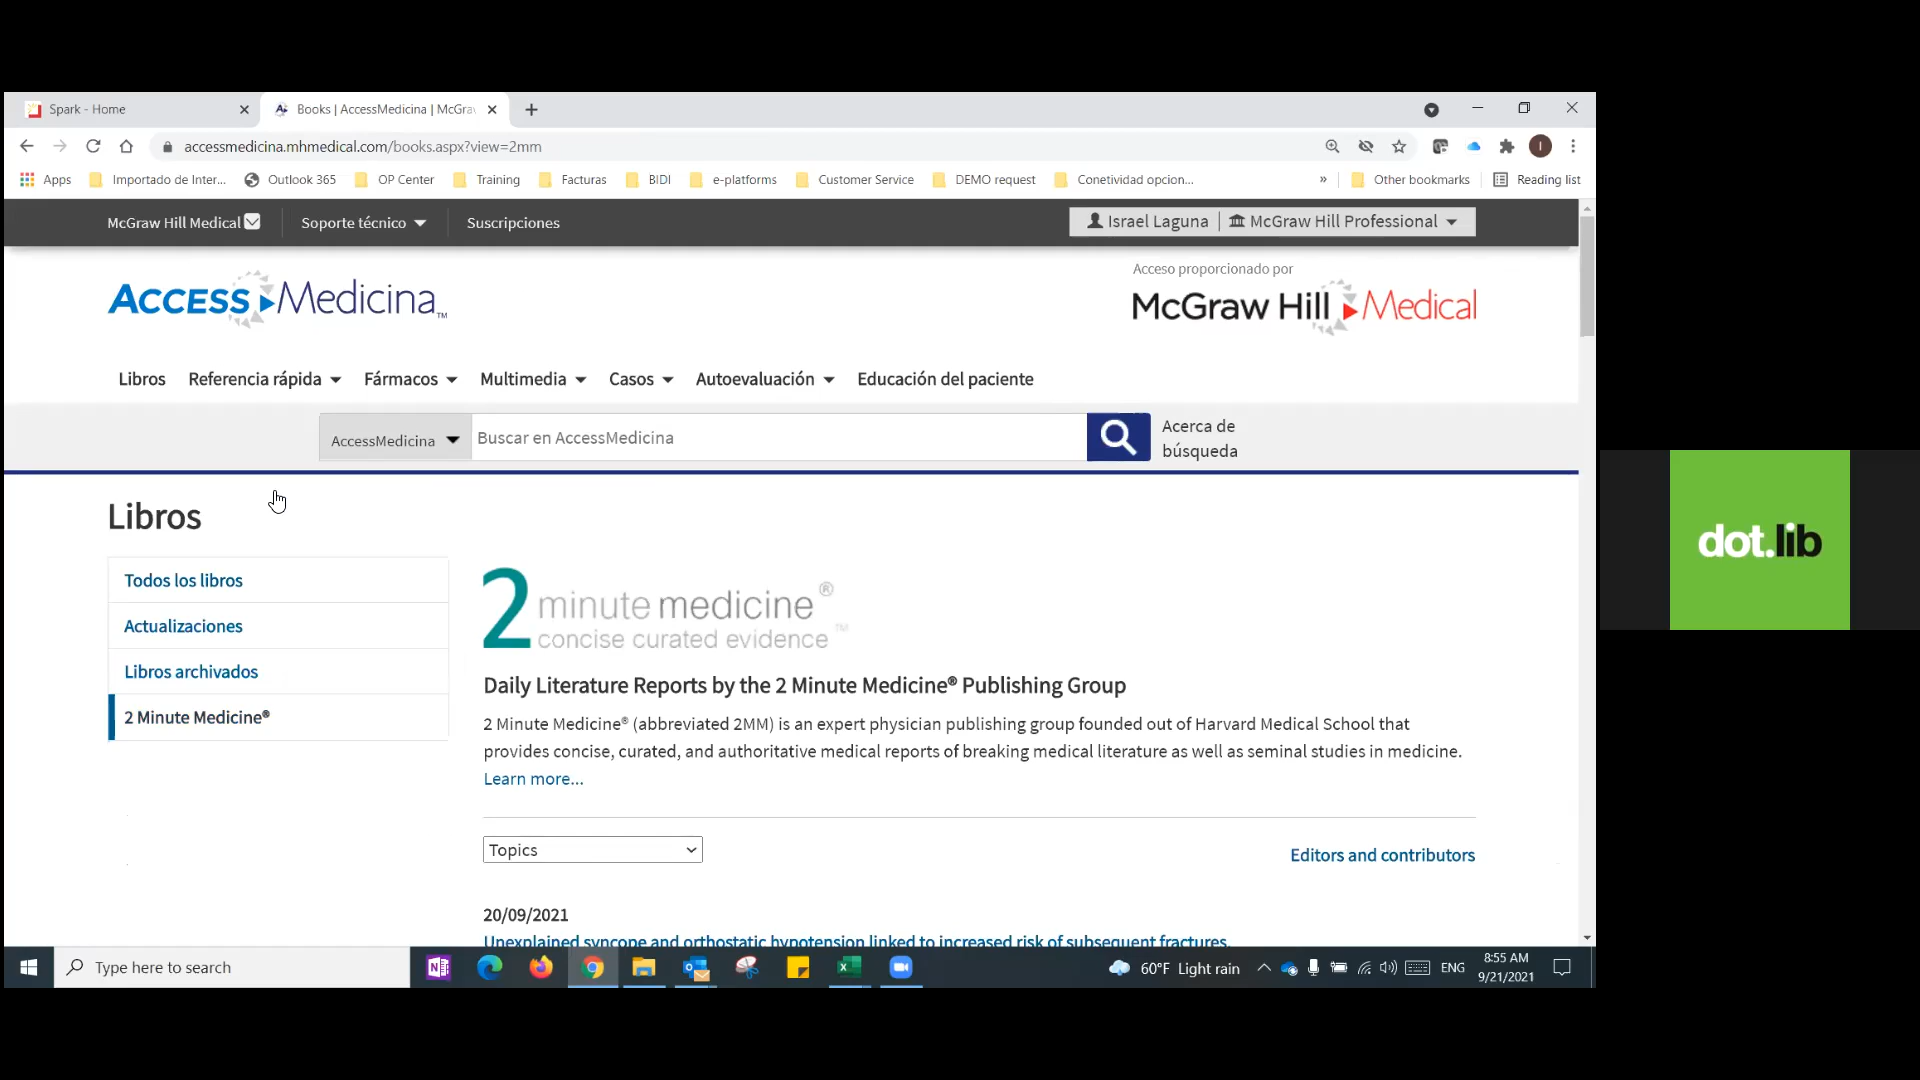 Spark - Home
Books | AccessMedicina | McGra
accessmedicina.mhmedical.com/books.aspx?view=2mm
Apps
Importado de Inter...
Outlook 365
OP Center
Training
Facturas
BIDI
e-platforms
Customer Service
DEMO request
Conetividad opcion...
»
Other bookmarks
Reading list
McGraw Hill Medical
Soporte técnico
Suscripciones
Israel Laguna
McGraw Hill Professional
ACCESS Medicina™
Acceso proporcionado por
McGraw Hill Medical
Libros
Referencia rápida
Fármacos
Multimedia
Casos
Autoevaluación
Educación del paciente
AccessMedicina
Buscar en AccessMedicina
Acerca de
búsqueda
Libros
Todos los libros
Actualizaciones
Libros archivados
2 Minute Medicine®
2 minute medicine®
concise curated evidence™
Daily Literature Reports by the 2 Minute Medicine® Publishing Group
2 Minute Medicine® (abbreviated 2MM) is an expert physician publishing group founded out of Harvard Medical School that
provides concise, curated, and authoritative medical reports of breaking medical literature as well as seminal studies in medicine.
Learn more...
Topics
Editors and contributors
20/09/2021
Unexplained syncope and orthostatic hypotension linked to increased risk of subsequent fractures.
Type here to search
60°F Light rain
ENG
8:55 AM
9/21/2021
dot.lib